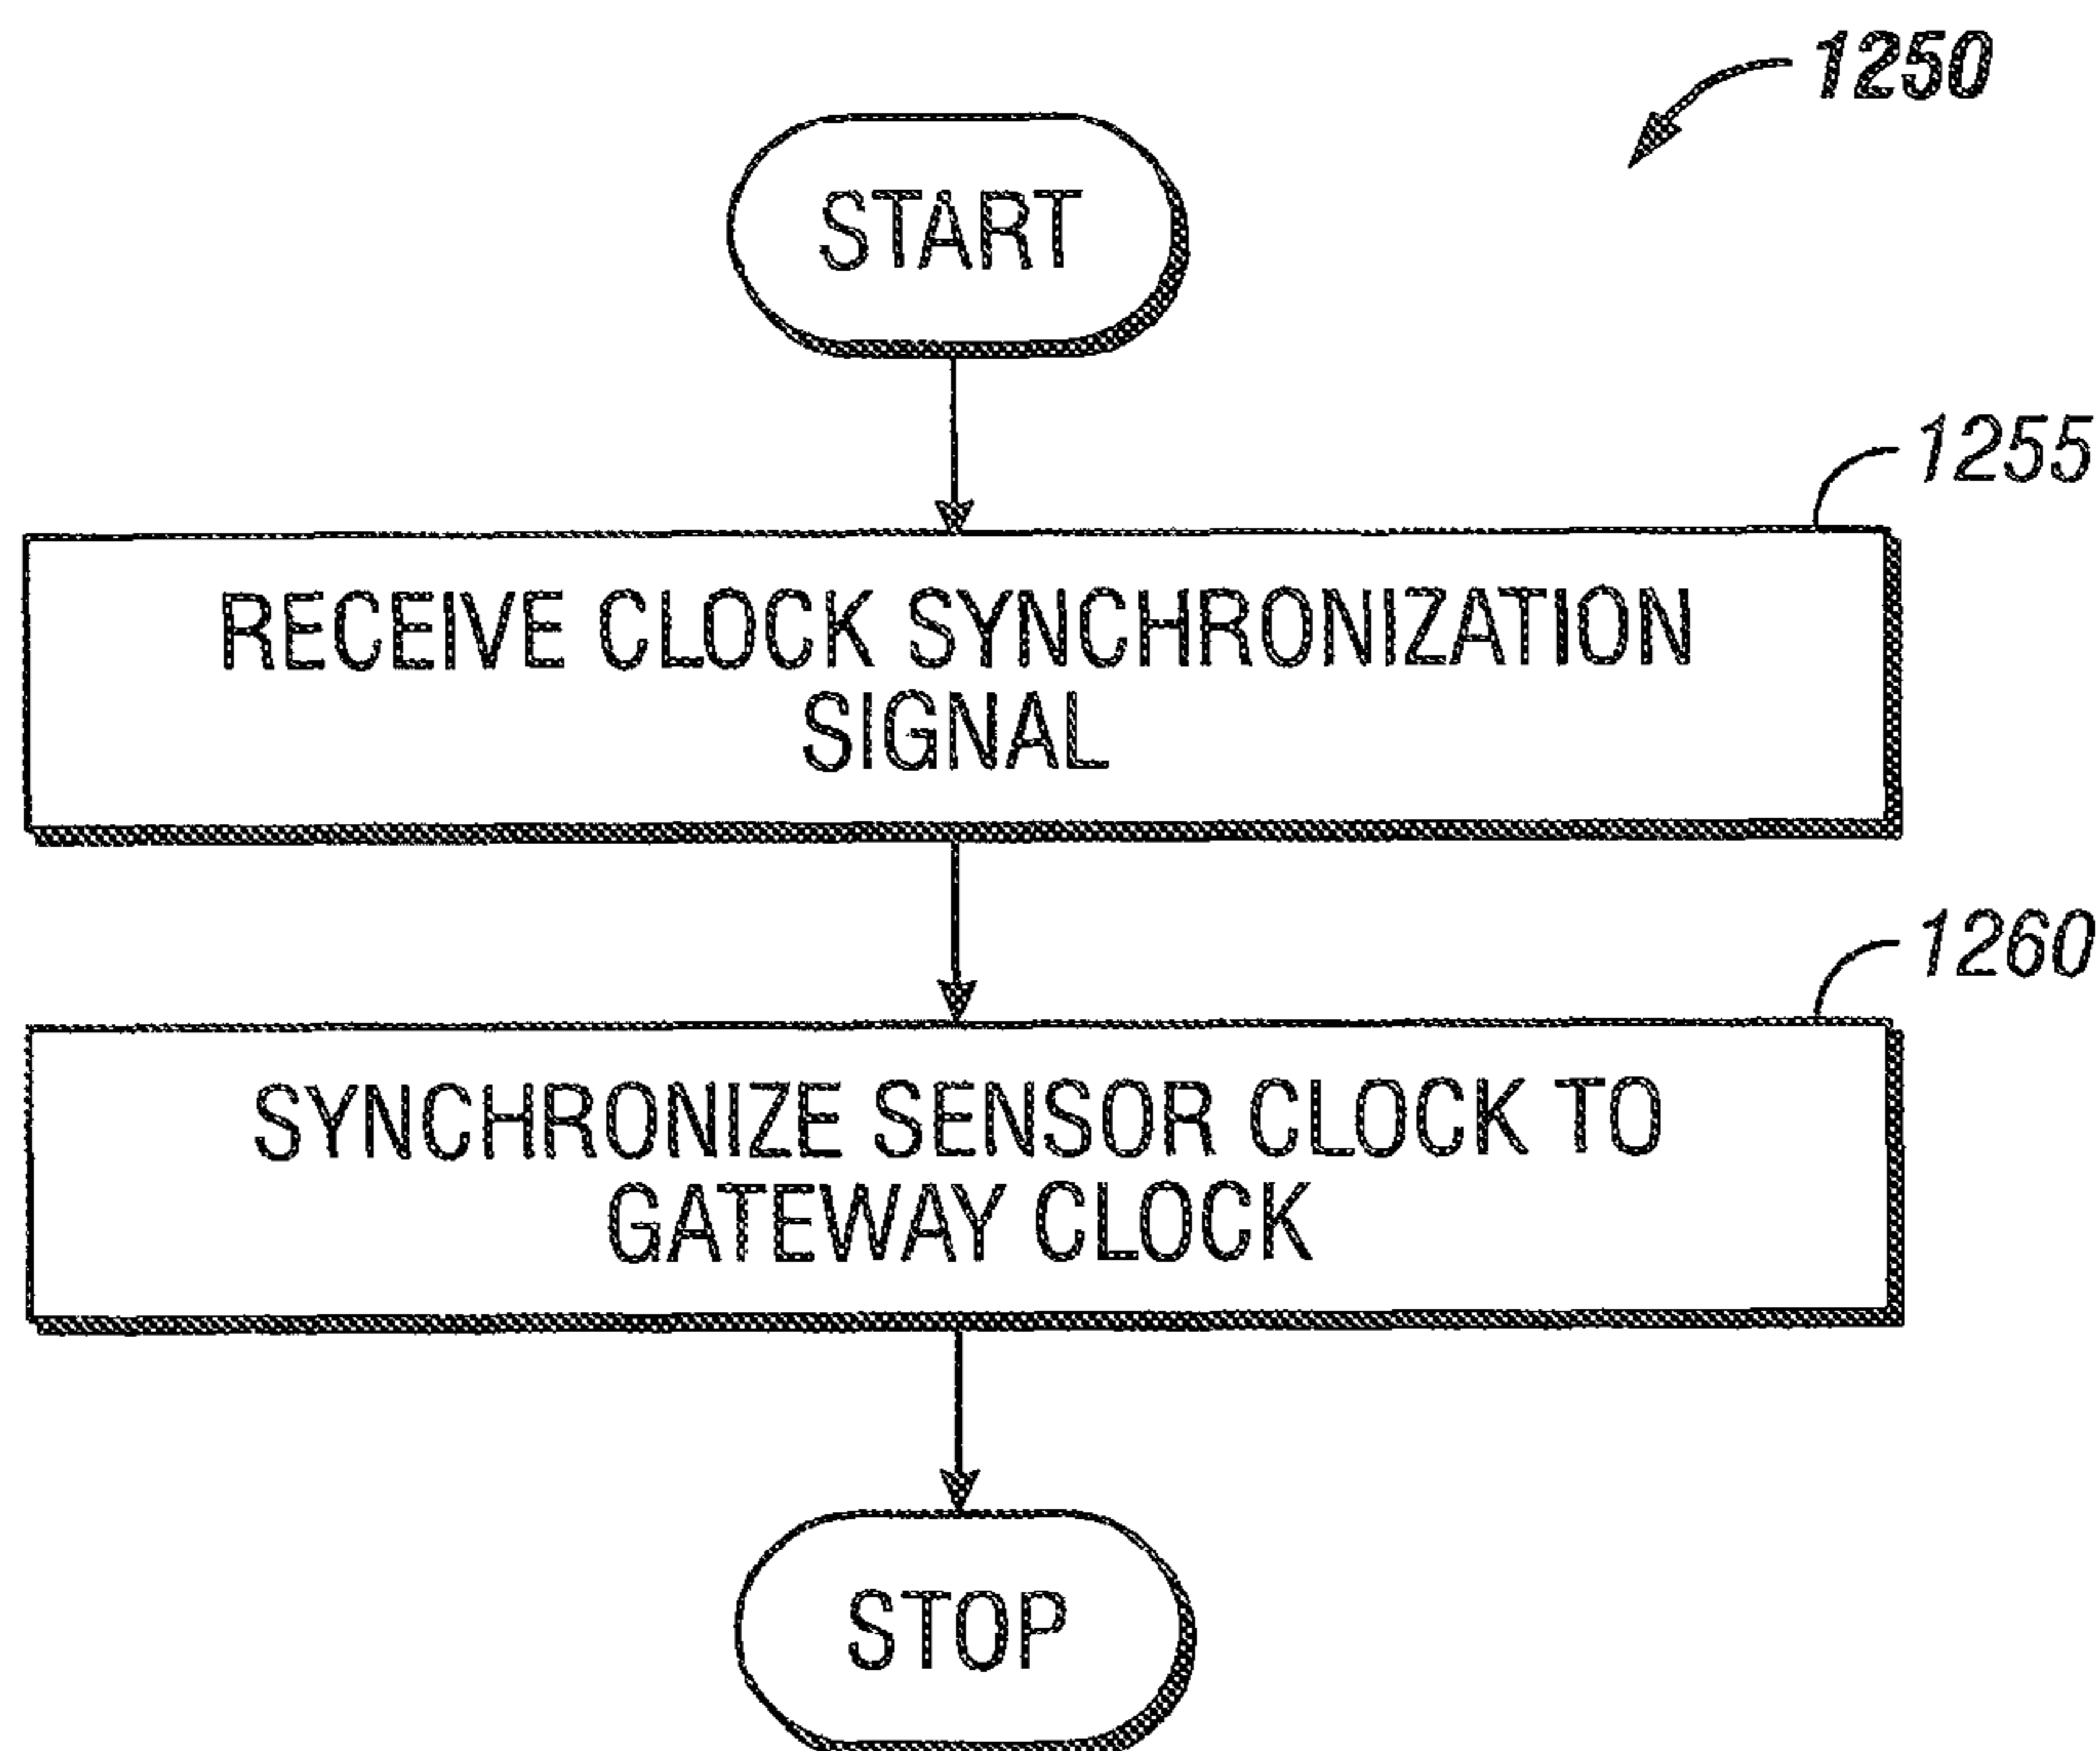 1250
START
1255
RECEIVE CLOCK SYNCHRONIZATION
SIGNAL
1260
SYNCHRONIZE SENSOR CLOCK TO
GATEWAY CLOCK
STOP